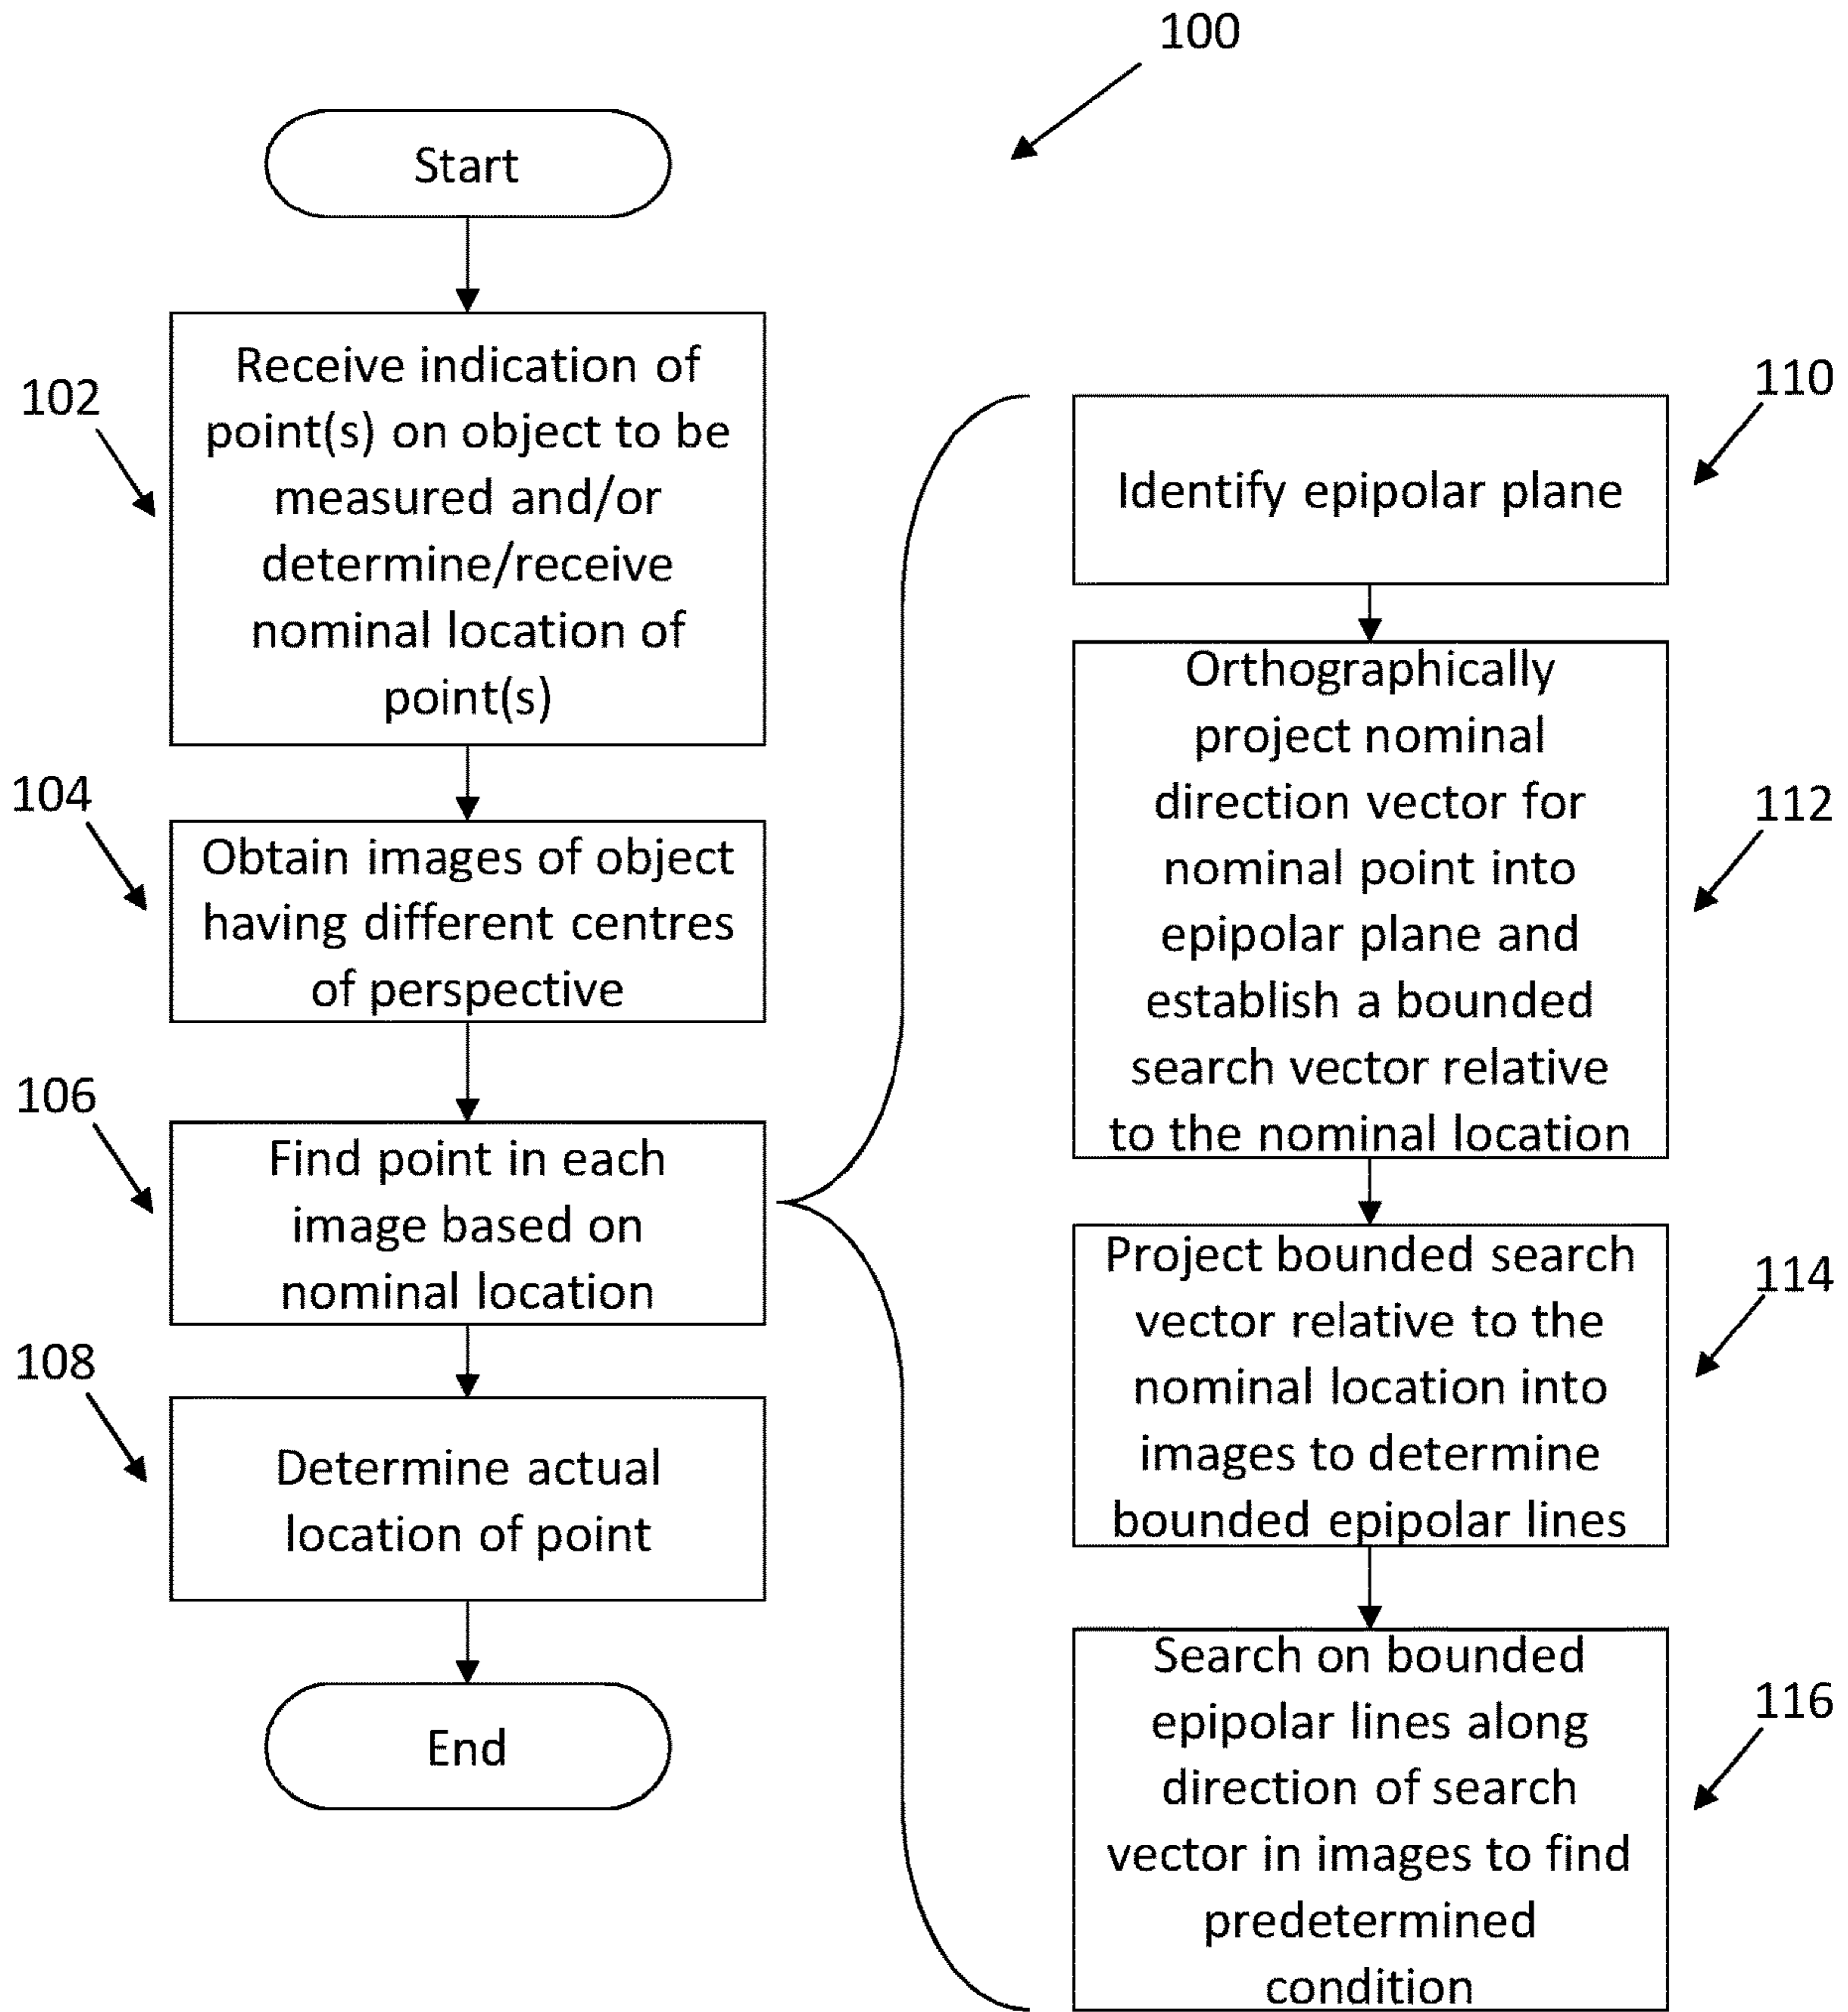 100
Start
102
Receive indication of
point(s) on object to be
measured and/or
determine/receive
nominal location of
point(s)
104
Obtain images of object
having different centres
of perspective
106
Find point in each
image based on
nominal location
108
Determine actual
location of point
End
110
Identify epipolar plane
112
Orthographically
project nominal
direction vector for
nominal point into
epipolar plane and
establish a bounded
search vector relative
to the nominal location
114
Project bounded search
vector relative to the
nominal location into
images to determine
bounded epipolar lines
116
Search on bounded
epipolar lines along
direction of search
vector in images to find
predetermined
condition